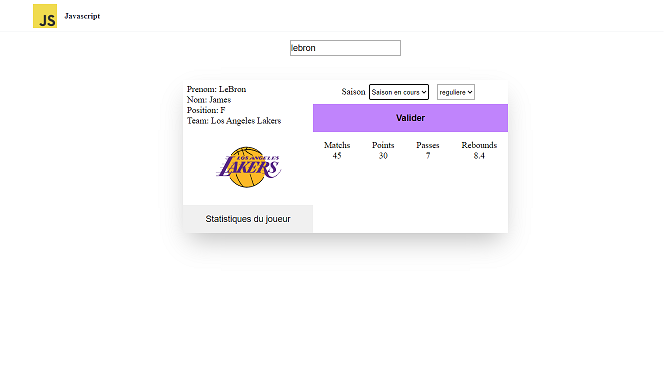 JS Javascript
lebron
Prenom: LeBron
Nom: James
Position: F
Team: Los Angeles Lakers
LOS ANGELES
LAKERS
Statistiques du joueur
Saison Saison en cours reguliere
Valider
Matchs Points Passes Rebounds
45 30 7 8.4